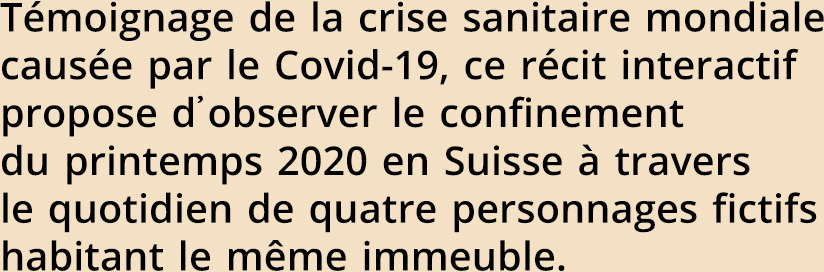 Témoignage de la crise sanitaire mondiale
causée par le Covid-19, ce récit interactif
propose d’observer le confinement
du printemps 2020 en Suisse à travers
le quotidien de quatre personnages fictifs
habitant le même immeuble.